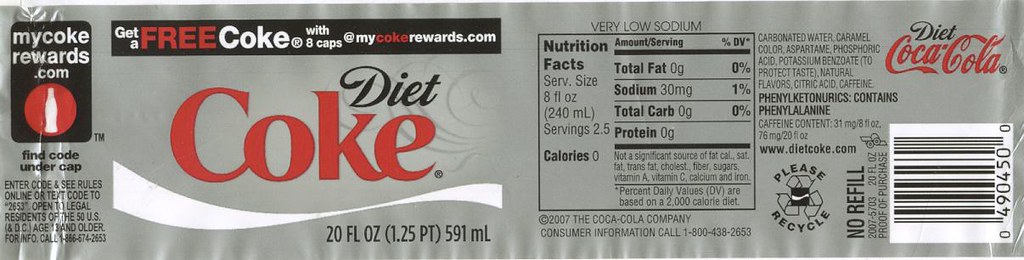 mycoke
rewards
.com
TM
find code
under cap
ENTER CODE & SEE RULES
ONLINE OR TEXT CODE TO
"2653". OPEN TO LEGAL
RESIDENTS OF THE 50 U.S.
(& D.C.) AGE 13 AND OLDER.
FOR INFO. CALL 1-866-674-2653
Get a FREE Coke® with 8 caps @mycokerewards.com
Diet
Coke®
20 FL OZ (1.25 PT) 591 mL
VERY LOW SODIUM
Nutrition
Facts
Serv. Size
8 fl oz
(240 mL)
Servings 2.5
Calories 0
Amount/Serving % DV*
Total Fat 0g 0%
Sodium 30mg 1%
Total Carb 0g 0%
Protein 0g
Not a significant source of fat cal., sat.
fat, trans fat, cholest., fiber, sugars,
vitamin A, vitamin C, calcium and iron.
*Percent Daily Values (DV) are
based on a 2,000 calorie diet.
©2007 THE COCA-COLA COMPANY
CONSUMER INFORMATION CALL 1-800-438-2653
CARBONATED WATER, CARAMEL
COLOR, ASPARTAME, PHOSPHORIC
ACID, POTASSIUM BENZOATE (TO
PROTECT TASTE), NATURAL
FLAVORS, CITRIC ACID, CAFFEINE.
PHENYLKETONURICS: CONTAINS
PHENYLALANINE
CAFFEINE CONTENT: 31 mg/8 fl oz,
76 mg/20 fl oz
www.dietcoke.com
PLEASE
RECYCLE
Diet
Coca-Cola®
NO REFILL
2007-5703 20 FL OZ
PROOF OF PURCHASE
0 490450 0